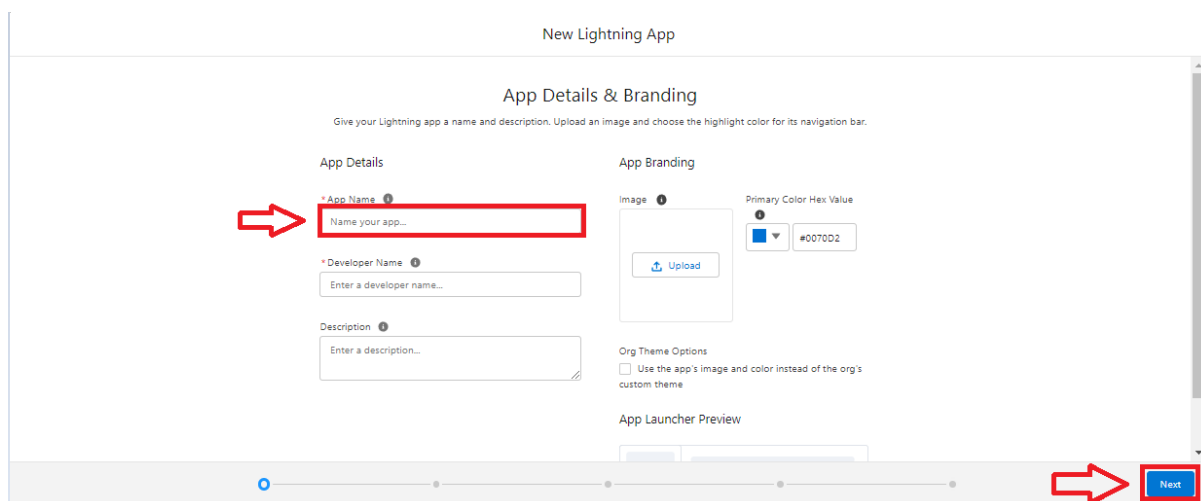 New Lightning App
App Details & Branding
Give your Lightning app a name and description. Upload an image and choose the highlight color for its navigation bar.
App Details
*App Name
Name your app...
*Developer Name
Enter a developer name...
Description
Enter a description...
App Branding
Image
Upload
Primary Color Hex Value
#0070D2
Org Theme Options
Use the app's image and color instead of the org's
custom theme
App Launcher Preview
Next